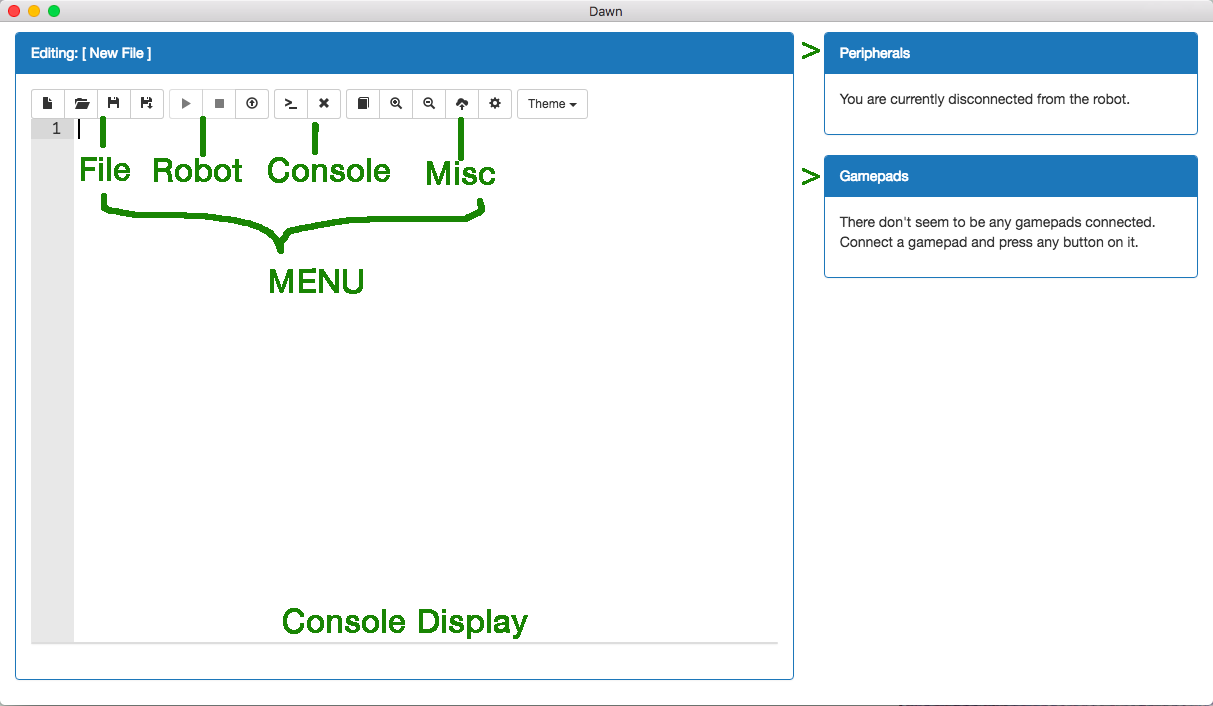 Dawn
Editing: [ New File ]
Theme
1
File Robot Console Misc
MENU
Console Display
> Peripherals
You are currently disconnected from the robot.
> Gamepads
There don't seem to be any gamepads connected.
Connect a gamepad and press any button on it.